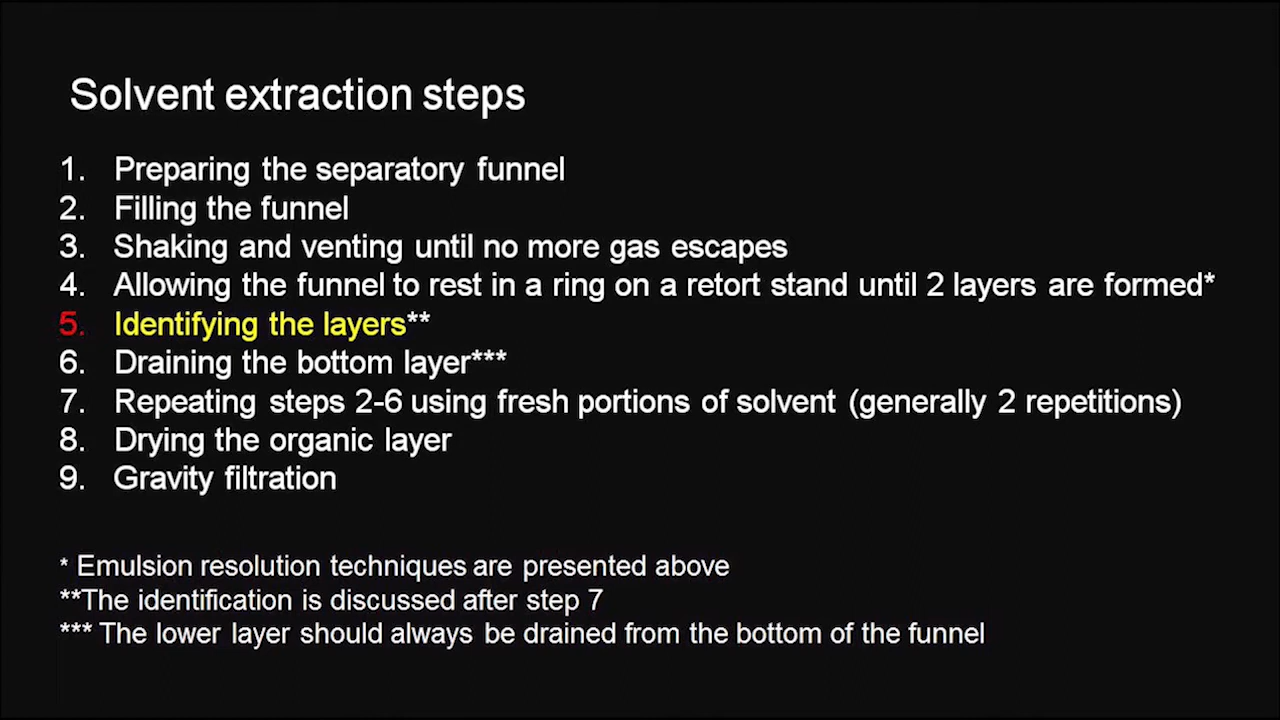 Solvent extraction steps
1. Preparing the separatory funnel
2. Filling the funnel
3. Shaking and venting until no more gas escapes
4. Allowing the funnel to rest in a ring on a retort stand until 2 layers are formed*
5. Identifying the layers**
6. Draining the bottom layer***
7. Repeating steps 2-6 using fresh portions of solvent (generally 2 repetitions)
8. Drying the organic layer
9. Gravity filtration
* Emulsion resolution techniques are presented above
**The identification is discussed after step 7
*** The lower layer should always be drained from the bottom of the funnel